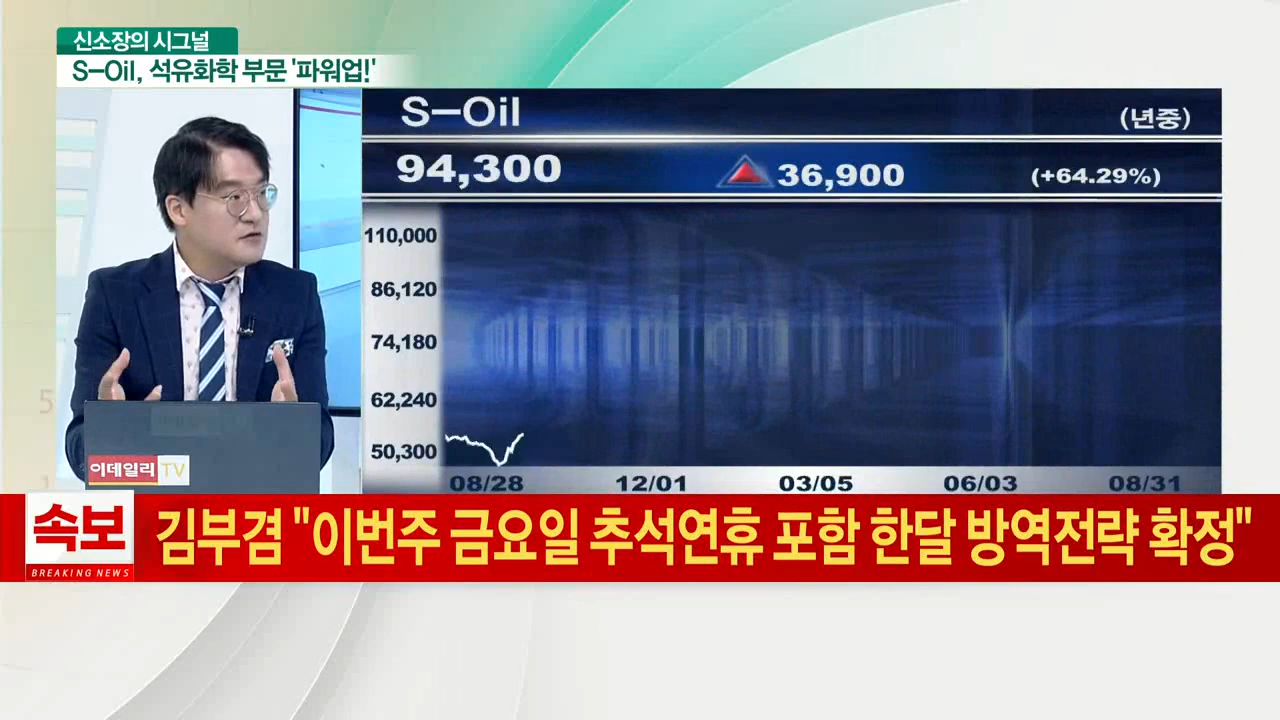 신소장의 시그널
S-Oil, 석유화학 부문 '파워업!'
S-Oil
(년중)
94,300
36,900
(+64.29%)
110,000
86,120
74,180
62,240
50,300
08/28
12/01
03/05
06/03
08/31
이데일리 TV
속보
BREAKING NEWS
김부겸 "이번주 금요일 추석연휴 포함 한달 방역전략 확정"